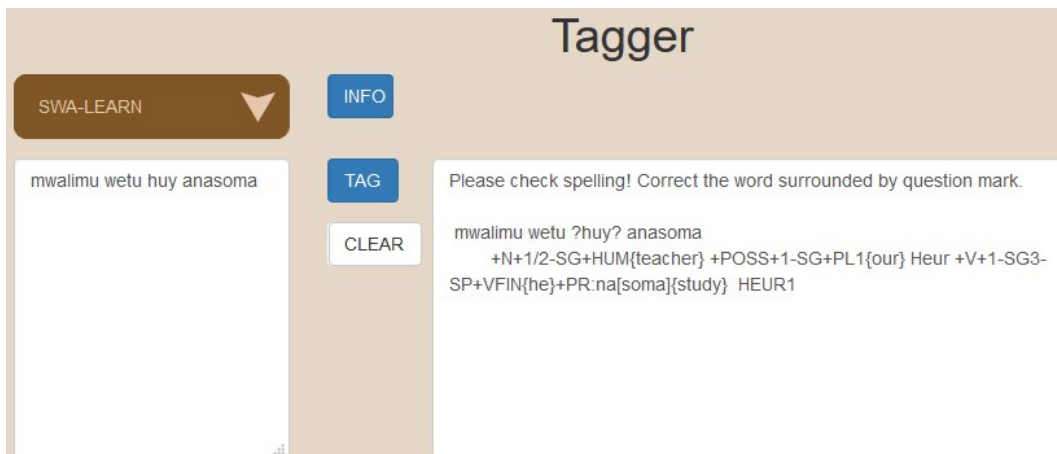 Tagger
SWA-LEARN
INFO
mwalimu wetu huy anasoma
TAG
CLEAR
Please check spelling! Correct the word surrounded by question mark.
mwalimu wetu ?huy? anasoma
+N+1/2-SG+HUM{teacher} +POSS+1-SG+PL1{our} Heur +V+1-SG3-
SP+VFIN{he}+PR:na[soma]{study} HEUR1